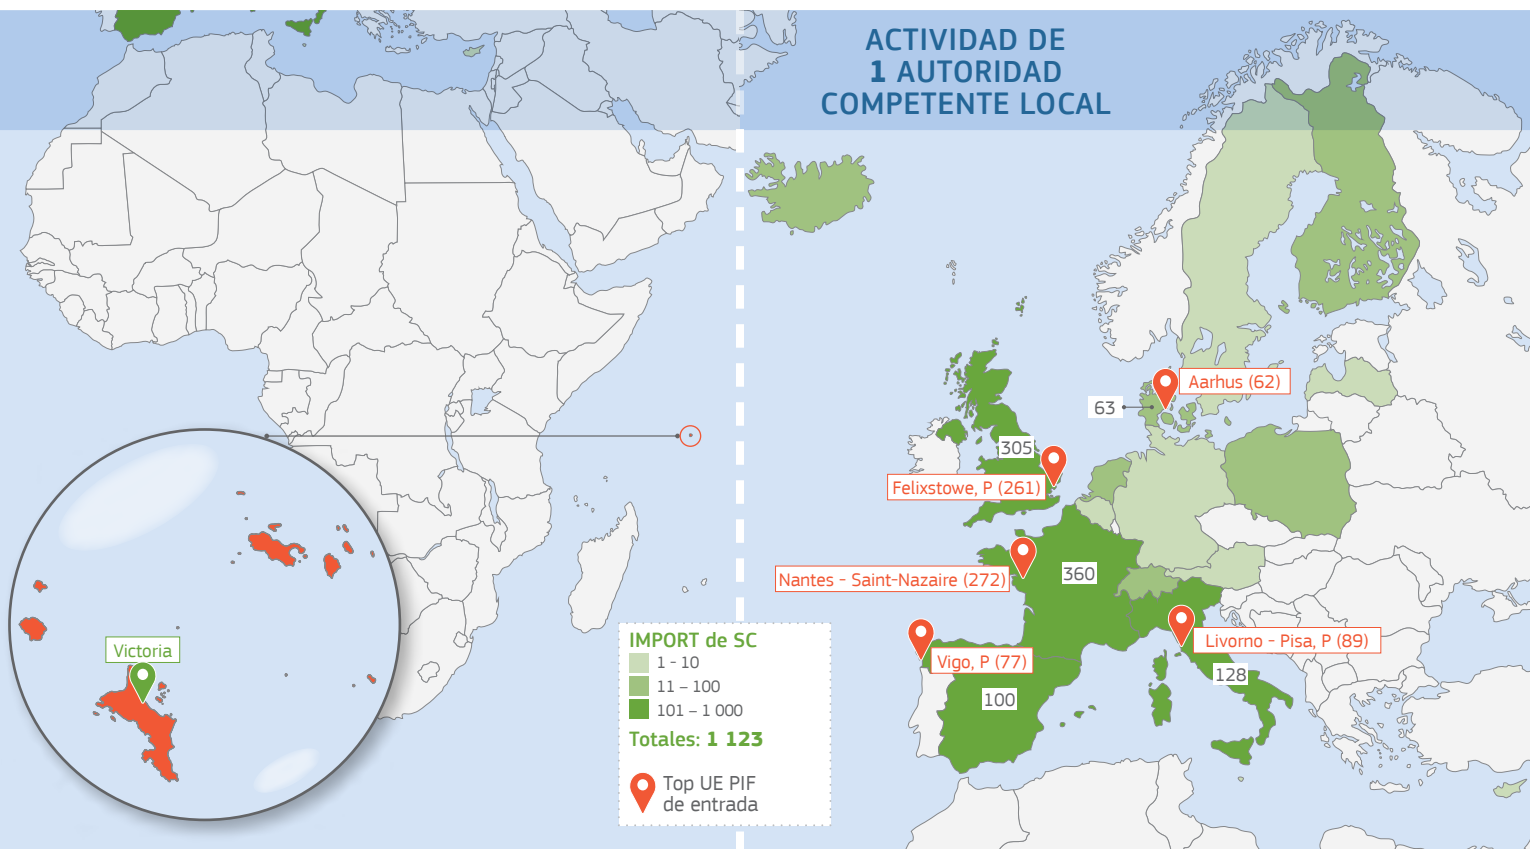 ACTIVIDAD DE
1 AUTORIDAD
COMPETENTE LOCAL
Aarhus (62)
63
305
Felixstowe, P (261)
Nantes - Saint-Nazaire (272)
360
Livorno - Pisa, P (89)
Vigo, P (77)
128
100
Victoria
IMPORT de SC
1 - 10
11 – 100
101 – 1 000
Totales: 1 123
Top UE PIF
de entrada